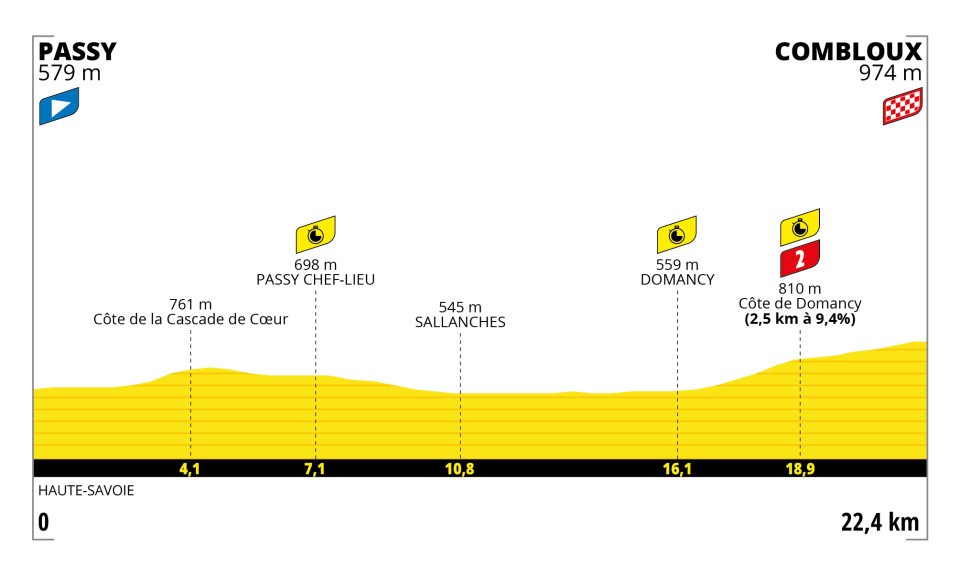 PASSY
579 m
COMBLOUX
974 m
698 m
PASSY CHEF-LIEU
559 m
DOMANCY
2
810 m
Côte de Domancy
(2,5 km à 9,4%)
761 m
Côte de la Cascade de Cœur
545 m
SALLANCHES
4,1
7,1
10,8
16,1
18,9
HAUTE-SAVOIE
0
22,4 km